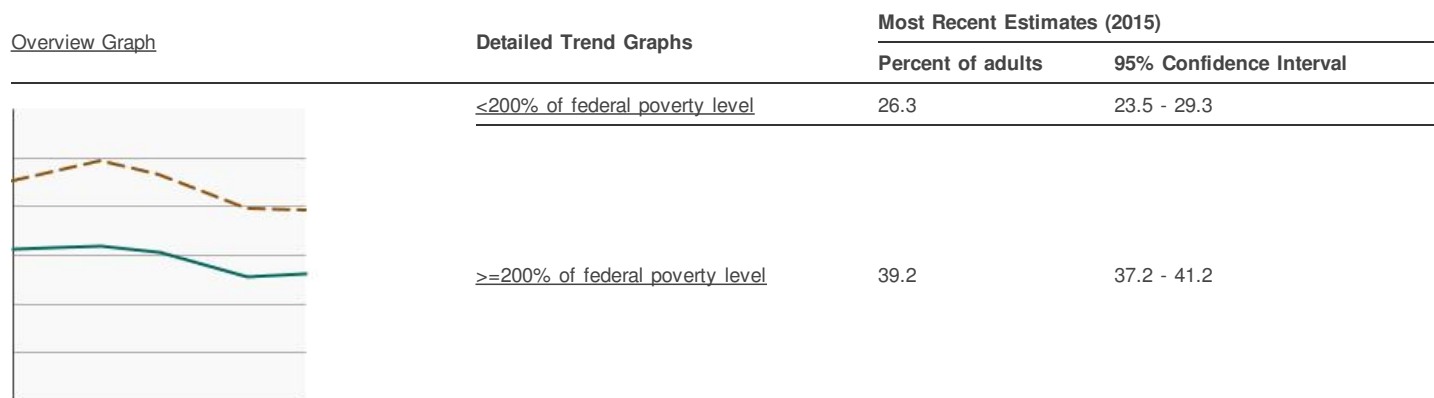 Overview Graph
Detailed Trend Graphs
Most Recent Estimates (2015)
Percent of adults
95% Confidence Interval
<200% of federal poverty level 26.3 23.5 - 29.3
>=200% of federal poverty level 39.2 37.2 - 41.2